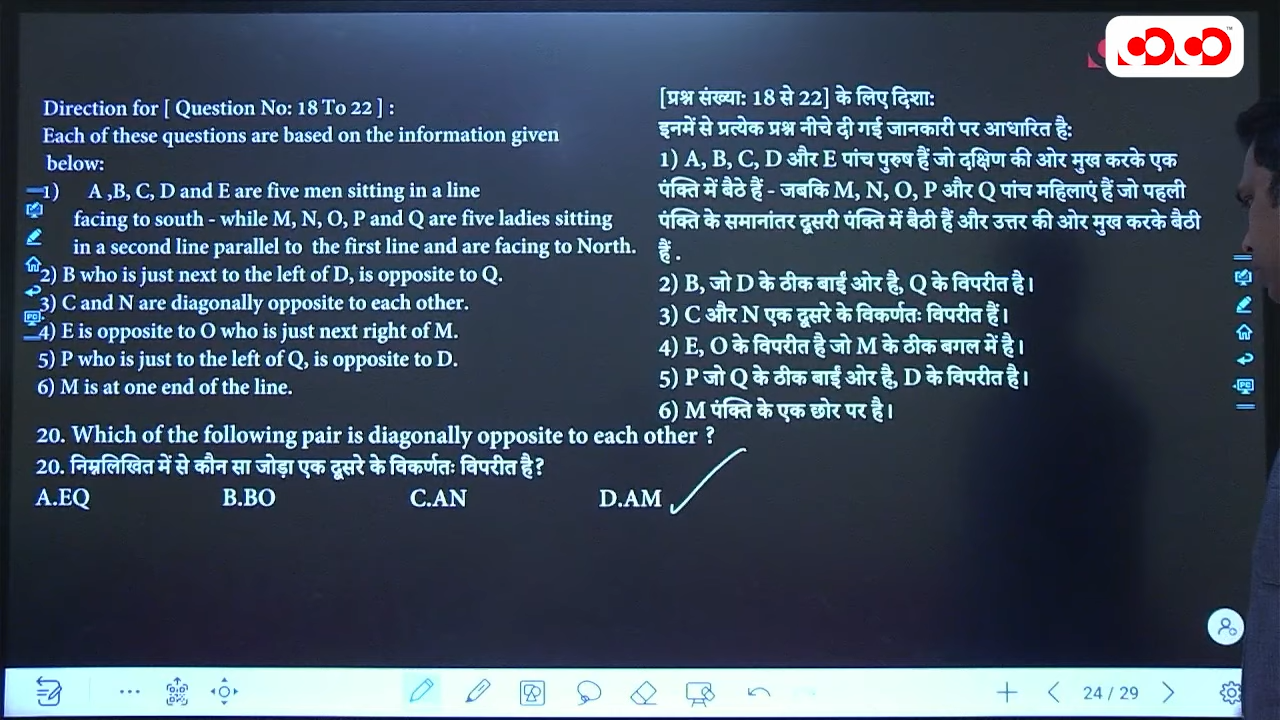 Direction for [ Question No: 18 To 22 ] :
Each of these questions are based on the information given
below:
1) A ,B, C, D and E are five men sitting in a line
facing to south - while M, N, O, P and Q are five ladies sitting
in a second line parallel to the first line and are facing to North.
2) B who is just next to the left of D, is opposite to Q.
3) C and N are diagonally opposite to each other.
4) E is opposite to O who is just next right of M.
5) P who is just to the left of Q, is opposite to D.
6) M is at one end of the line.
[प्रश्न संख्या: 18 से 22] के लिए दिशा:
इनमें से प्रत्येक प्रश्न नीचे दी गई जानकारी पर आधारित है:
1) A, B, C, D और E पांच पुरुष हैं जो दक्षिण की ओर मुख करके एक
पंक्ति में बैठे हैं - जबकि M, N, O, P और Q पांच महिलाएं हैं जो पहली
पंक्ति के समानांतर दूसरी पंक्ति में बैठी हैं और उत्तर की ओर मुख करके बैठी
हैं .
2) B, जो D के ठीक बाईं ओर है, Q के विपरीत है।
3) C और N एक दूसरे के विकर्णतः विपरीत हैं।
4) E, O के विपरीत है जो M के ठीक बगल में है।
5) P जो Q के ठीक बाईं ओर है, D के विपरीत है।
6) M पंक्ति के एक छोर पर है।
20. Which of the following pair is diagonally opposite to each other ?
20. निम्नलिखित में से कौन सा जोड़ा एक दूसरे के विकर्णतः विपरीत है?
A.EQ B.BO C.AN D.AM
24 / 29